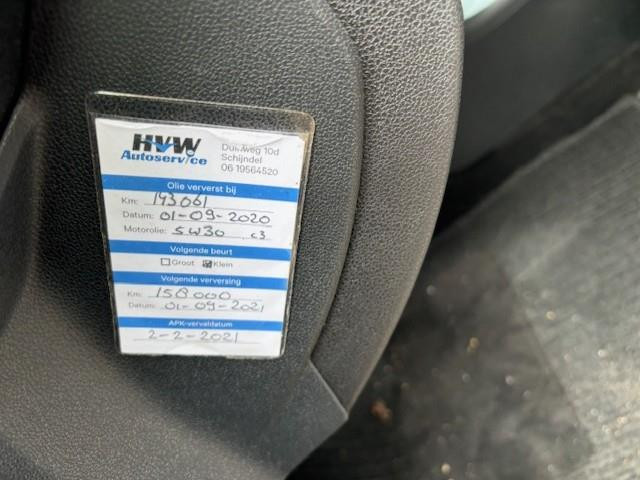 HVW
Autoservice
Duinweg 10d
Schijndel
06 19564520
Olie ververst bij
Km: 143061
Datum: 01-09-2020
Motorolie: 5W30 c3
Volgende beurt
Groot Klein
Volgende verversing
Km: 158000
Datum: 01-09-2021
APK-vervaldatum
2-2-2021